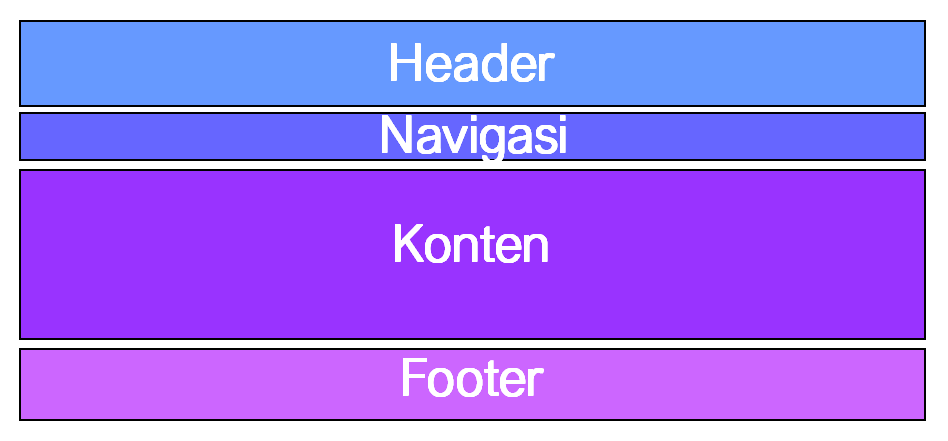 Header
Navigasi
Konten
Footer